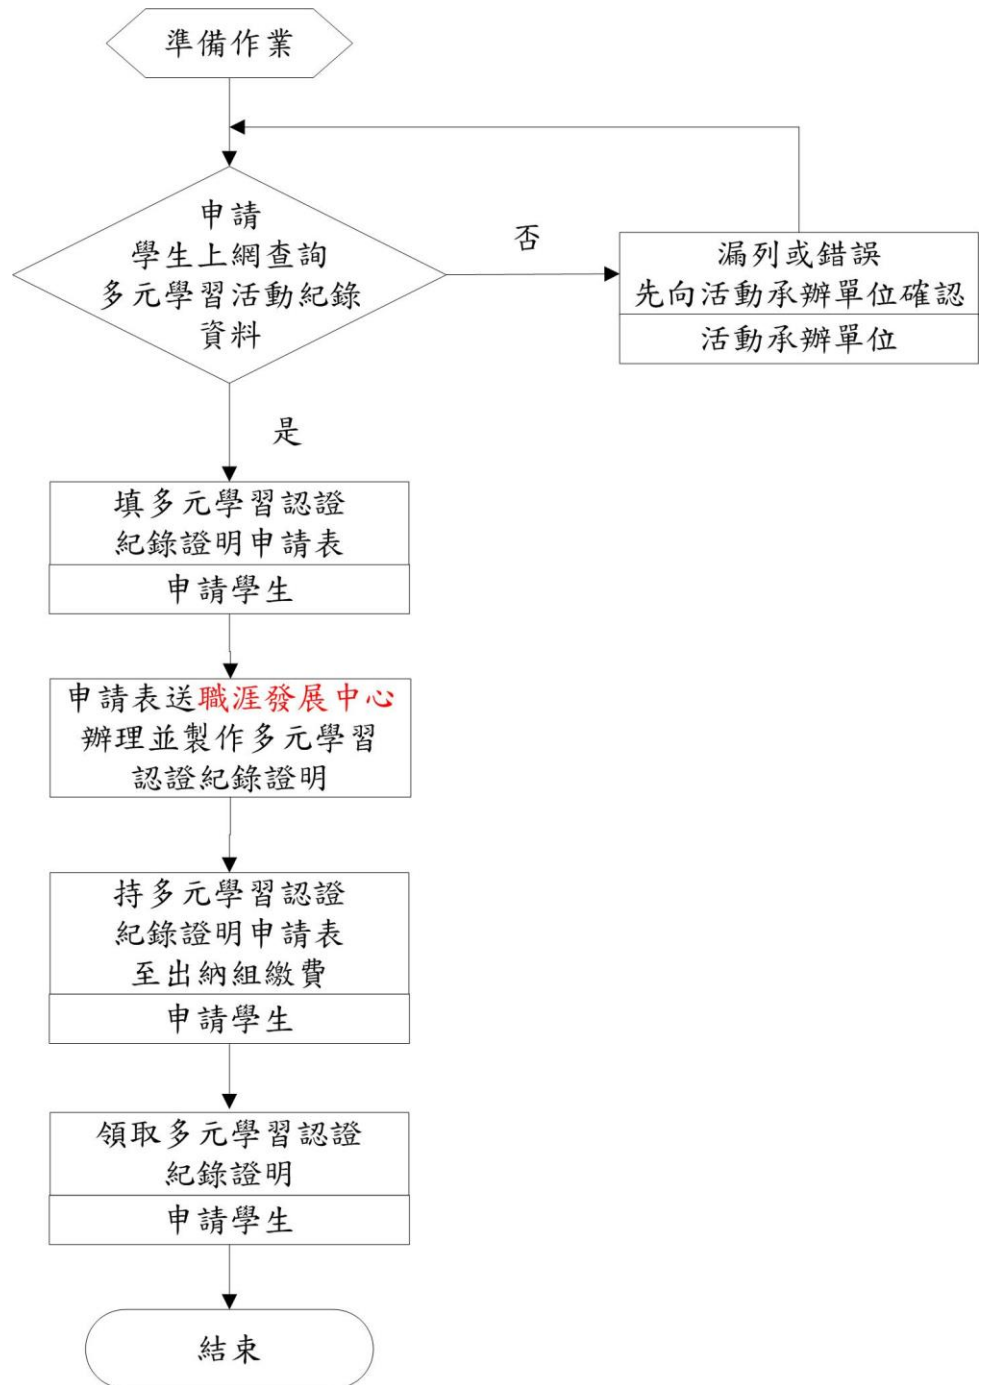 準備作業
申請
學生上網查詢
多元學習活動紀錄
資料
否
漏列或錯誤
先向活動承辦單位確認
活動承辦單位
是
填多元學習認證
紀錄證明申請表
申請學生
申請表送職涯發展中心
辦理並製作多元學習
認證紀錄證明
持多元學習認證
紀錄證明申請表
至出納組繳費
申請學生
領取多元學習認證
紀錄證明
申請學生
結束